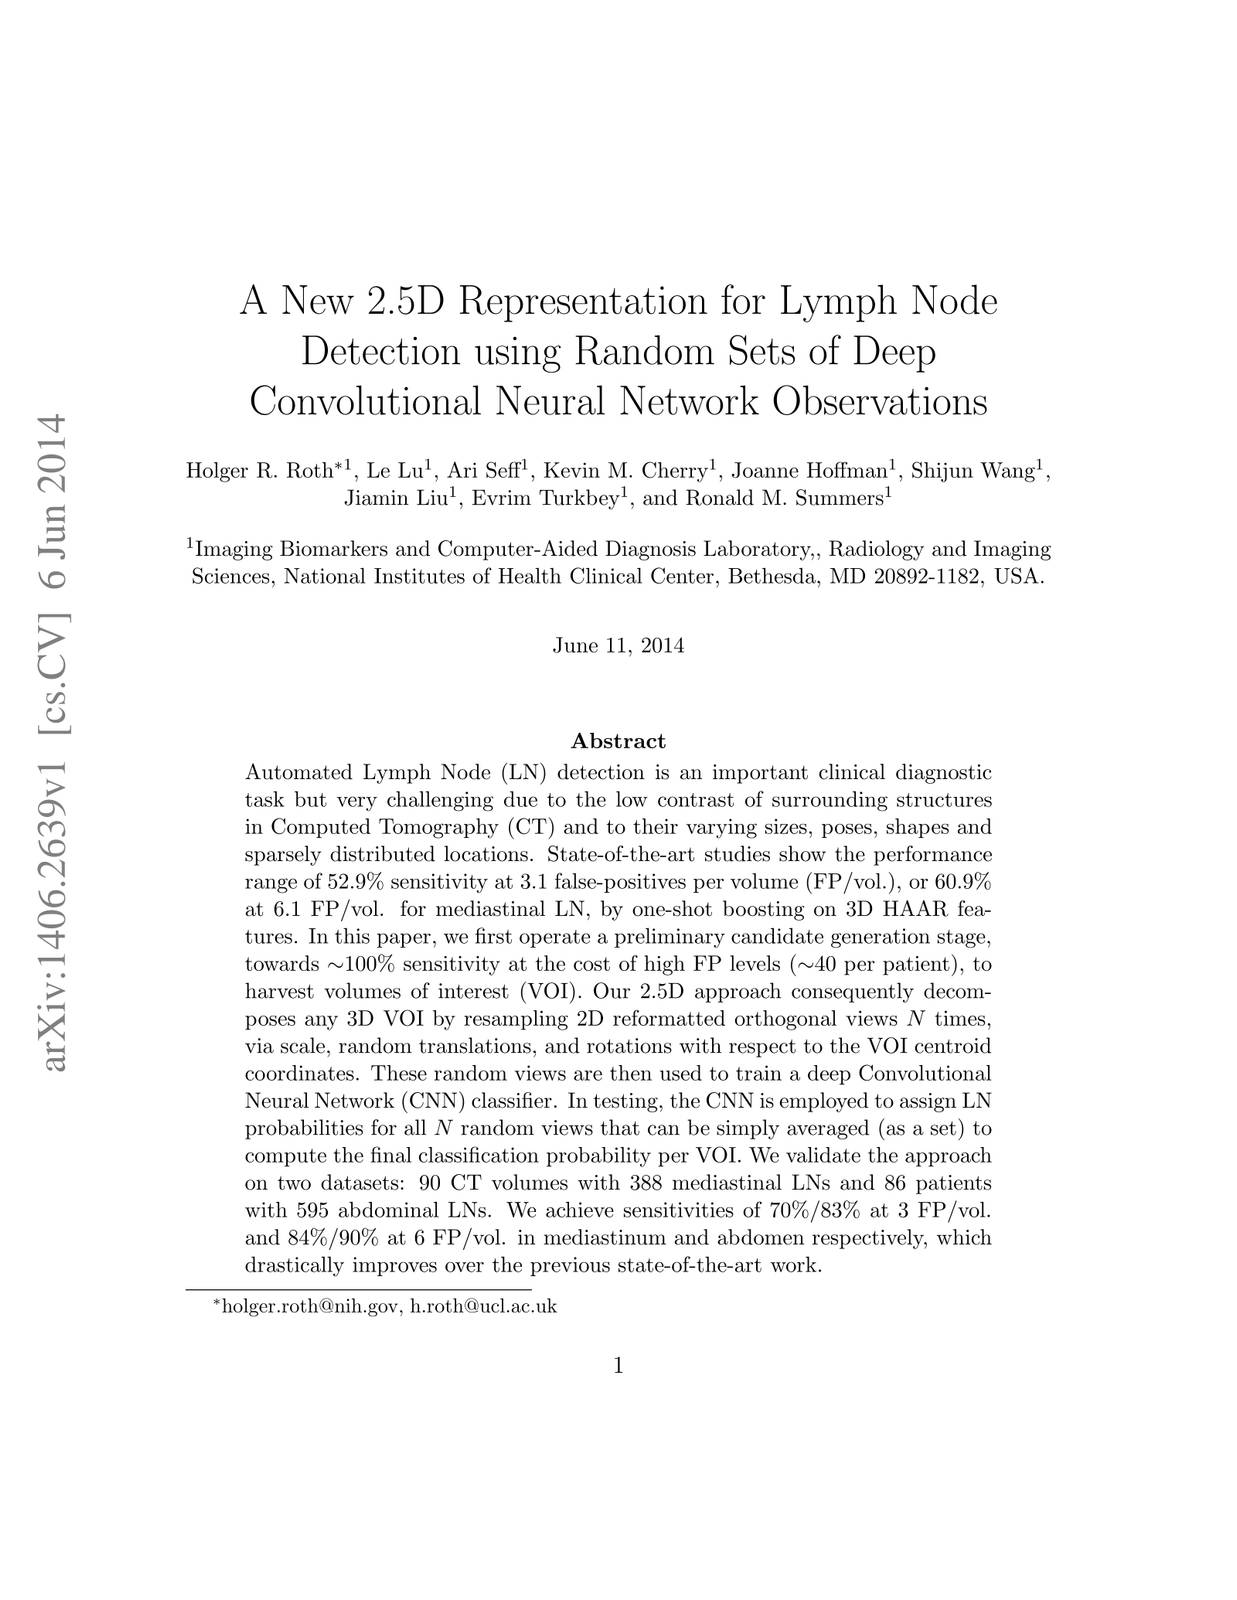 A New 2.5D Representation for Lymph Node
Detection using Random Sets of Deep
Convolutional Neural Network Observations
Holger R. Roth*1, Le Lu1, Ari Seff1, Kevin M. Cherry1, Joanne Hoffman1, Shijun Wang1,
Jiamin Liu1, Evrim Turkbey1, and Ronald M. Summers1
1Imaging Biomarkers and Computer-Aided Diagnosis Laboratory,, Radiology and Imaging
Sciences, National Institutes of Health Clinical Center, Bethesda, MD 20892-1182, USA.
June 11, 2014
Abstract
Automated Lymph Node (LN) detection is an important clinical diagnostic
task but very challenging due to the low contrast of surrounding structures
in Computed Tomography (CT) and to their varying sizes, poses, shapes and
sparsely distributed locations. State-of-the-art studies show the performance
range of 52.9% sensitivity at 3.1 false-positives per volume (FP/vol.), or 60.9%
at 6.1 FP/vol. for mediastinal LN, by one-shot boosting on 3D HAAR fea-
tures. In this paper, we first operate a preliminary candidate generation stage,
towards ∼100% sensitivity at the cost of high FP levels (∼40 per patient), to
harvest volumes of interest (VOI). Our 2.5D approach consequently decom-
poses any 3D VOI by resampling 2D reformatted orthogonal views N times,
via scale, random translations, and rotations with respect to the VOI centroid
coordinates. These random views are then used to train a deep Convolutional
Neural Network (CNN) classifier. In testing, the CNN is employed to assign LN
probabilities for all N random views that can be simply averaged (as a set) to
compute the final classification probability per VOI. We validate the approach
on two datasets: 90 CT volumes with 388 mediastinal LNs and 86 patients
with 595 abdominal LNs. We achieve sensitivities of 70%/83% at 3 FP/vol.
and 84%/90% at 6 FP/vol. in mediastinum and abdomen respectively, which
drastically improves over the previous state-of-the-art work.
*holger.roth@nih.gov, h.roth@ucl.ac.uk
1
arXiv:1406.2639v1 [cs.CV] 6 Jun 2014